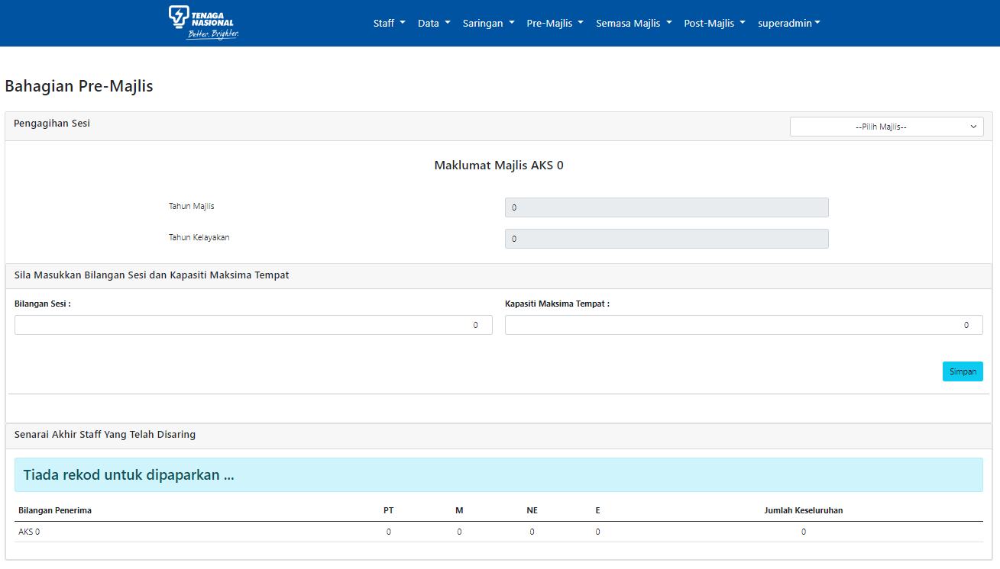 TENAGA
NASIONAL
Better. Brighter.
Staff Data Saringan Pre-Majlis Semasa Majlis Post-Majlis superadmin
Bahagian Pre-Majlis
Pengagihan Sesi --Pilih Majlis--
Maklumat Majlis AKS 0
Tahun Majlis 0
Tahun Kelayakan 0
Sila Masukkan Bilangan Sesi dan Kapasiti Maksima Tempat
Bilangan Sesi : Kapasiti Maksima Tempat :
0 0
Simpan
Senarai Akhir Staff Yang Telah Disaring
Tiada rekod untuk dipaparkan ...
Bilangan Penerima PT M NE E Jumlah Keseluruhan
AKS 0 0 0 0 0 0